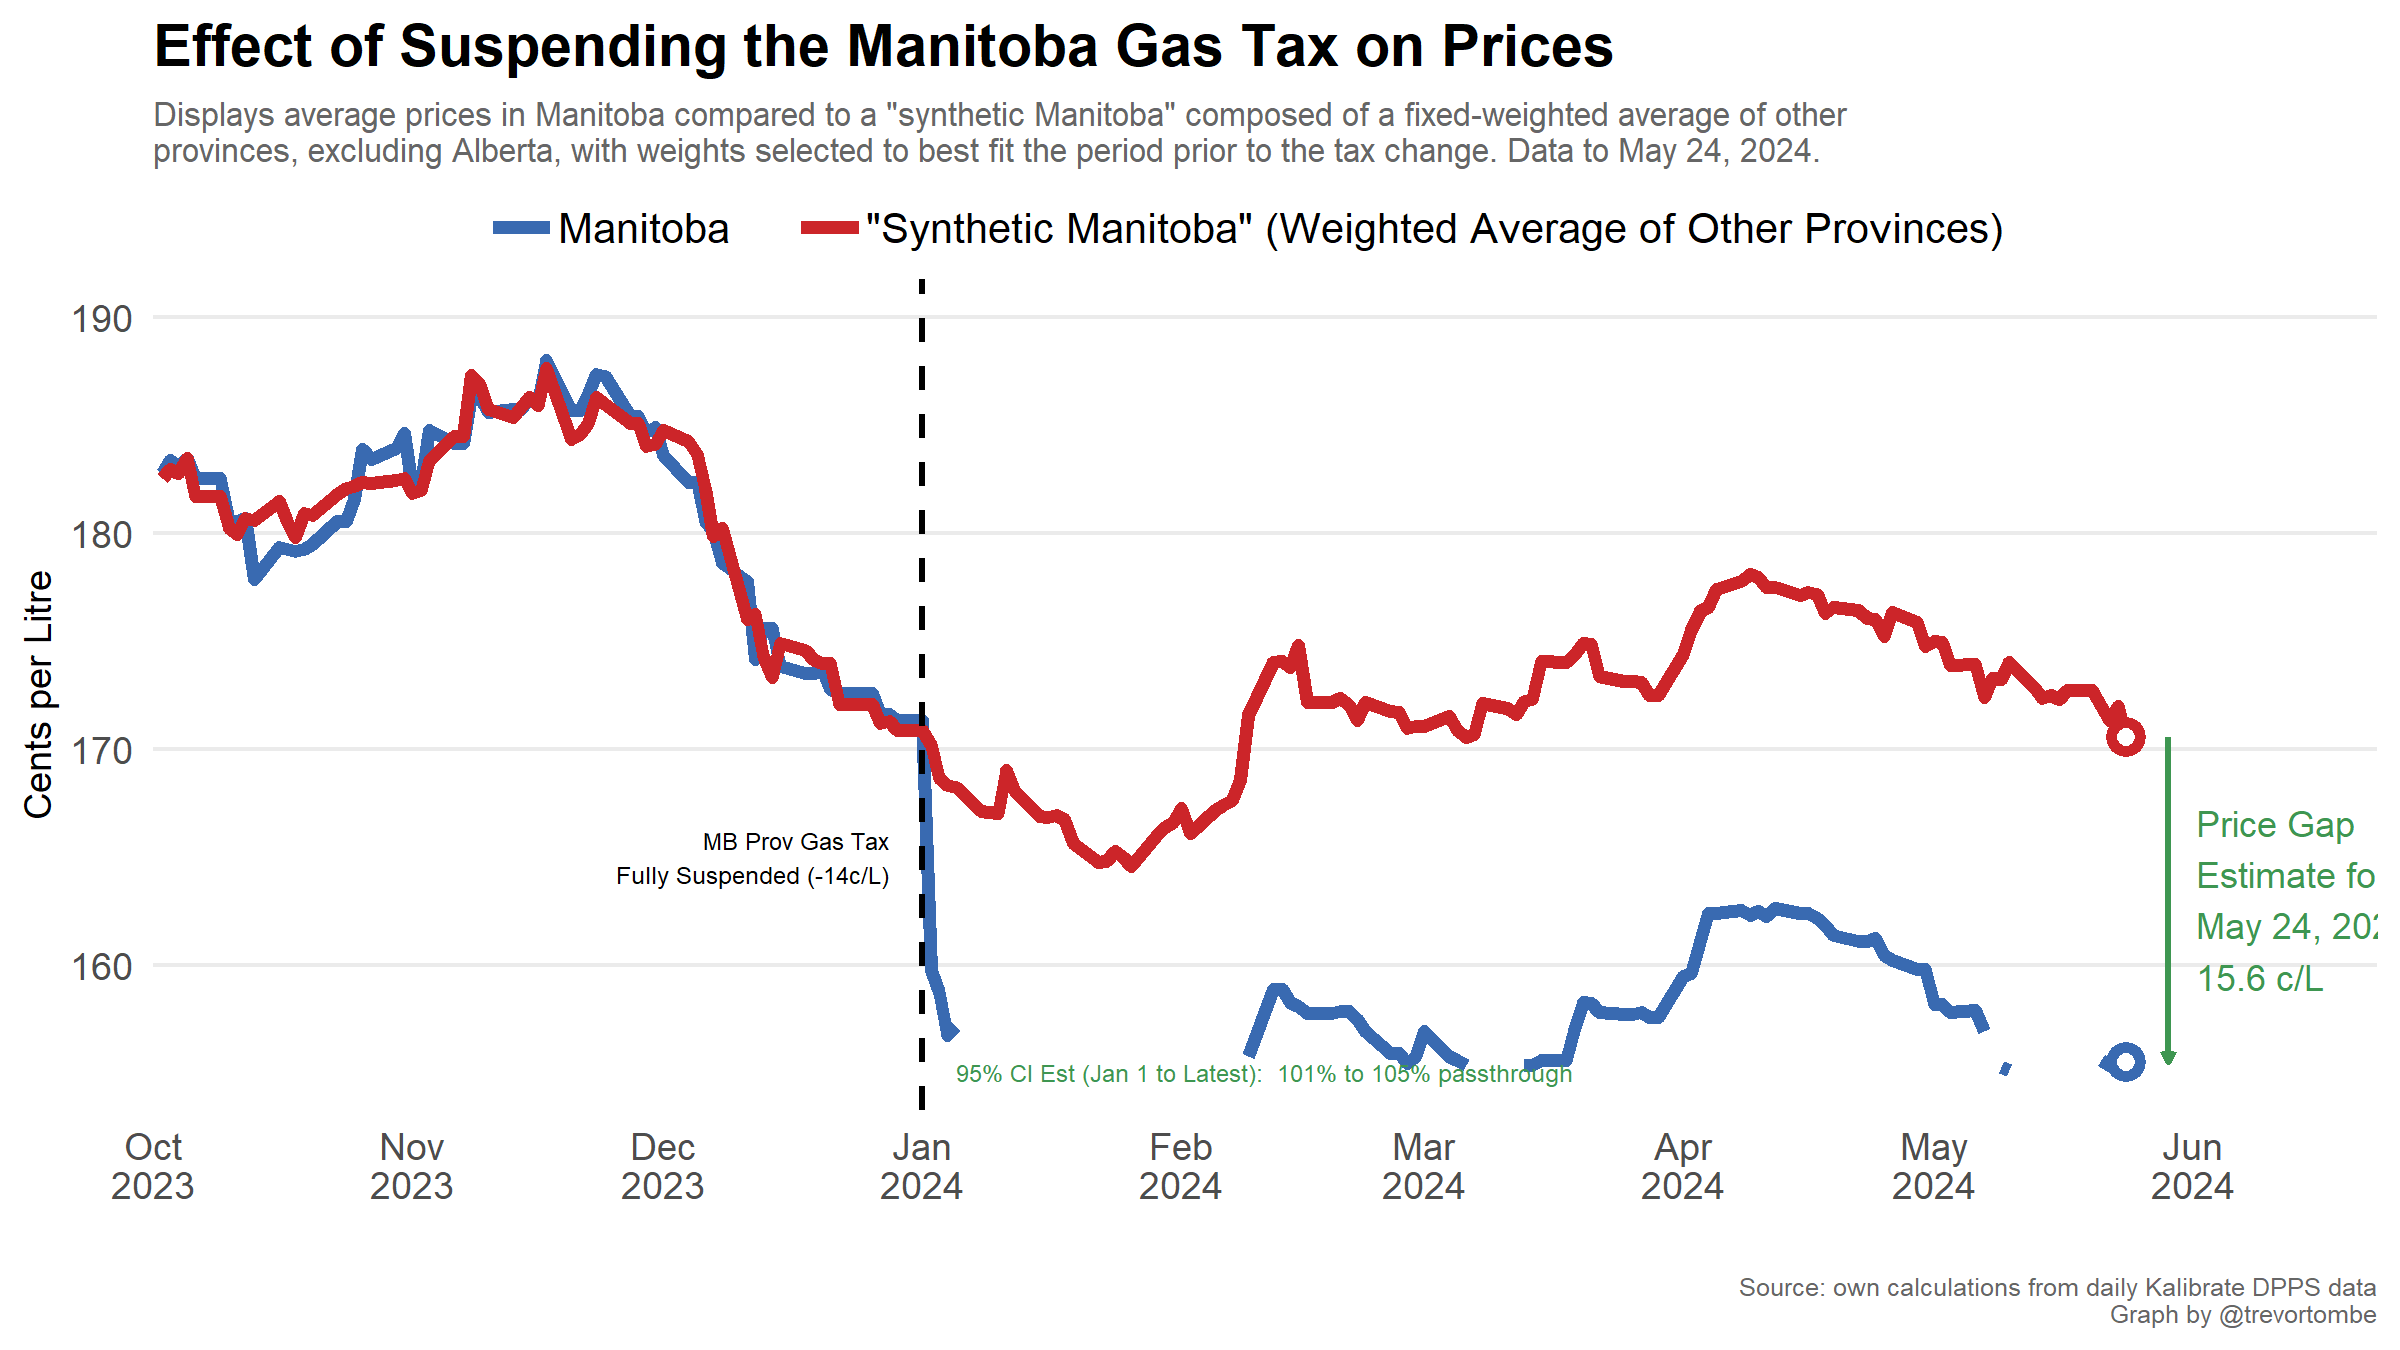 Effect of Suspending the Manitoba Gas Tax on Prices
Displays average prices in Manitoba compared to a "synthetic Manitoba" composed of a fixed-weighted average of other
provinces, excluding Alberta, with weights selected to best fit the period prior to the tax change. Data to May 24, 2024.
Manitoba
"Synthetic Manitoba" (Weighted Average of Other Provinces)
Cents per Litre
190
180
170
160
MB Prov Gas Tax
Fully Suspended (-14c/L)
Price Gap
Estimate fo
May 24, 202
15.6 c/L
95% CI Est (Jan 1 to Latest):  101% to 105% passthrough
Oct Nov Dec Jan Feb Mar Apr May Jun
2023 2023 2023 2024 2024 2024 2024 2024 2024
Source: own calculations from daily Kalibrate DPPS data
Graph by @trevortombe